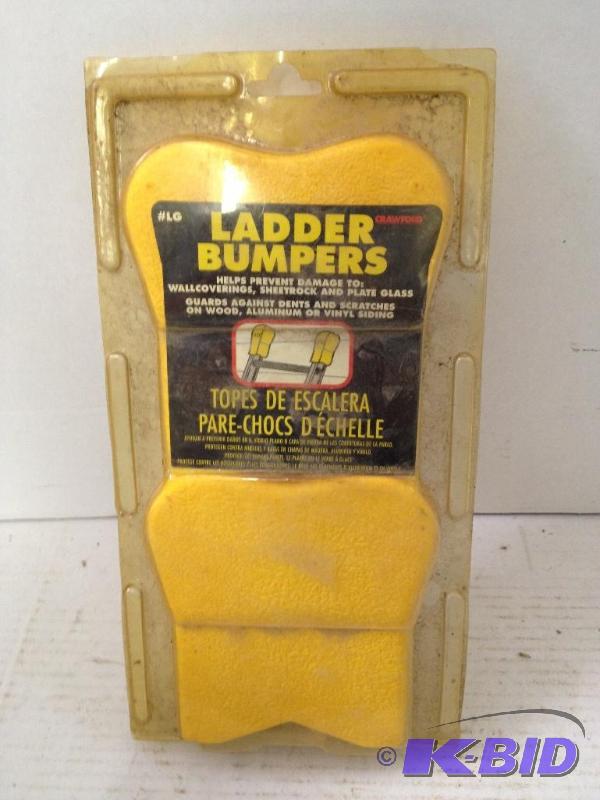 #LG
CRAWFORD
LADDER
BUMPERS
HELPS PREVENT DAMAGE TO:
WALLCOVERINGS, SHEETROCK AND PLATE GLASS
GUARDS AGAINST DENTS AND SCRATCHES
ON WOOD, ALUMINUM OR VINYL SIDING
TOPES DE ESCALERA
PARE-CHOCS D'ÉCHELLE
© K-BID